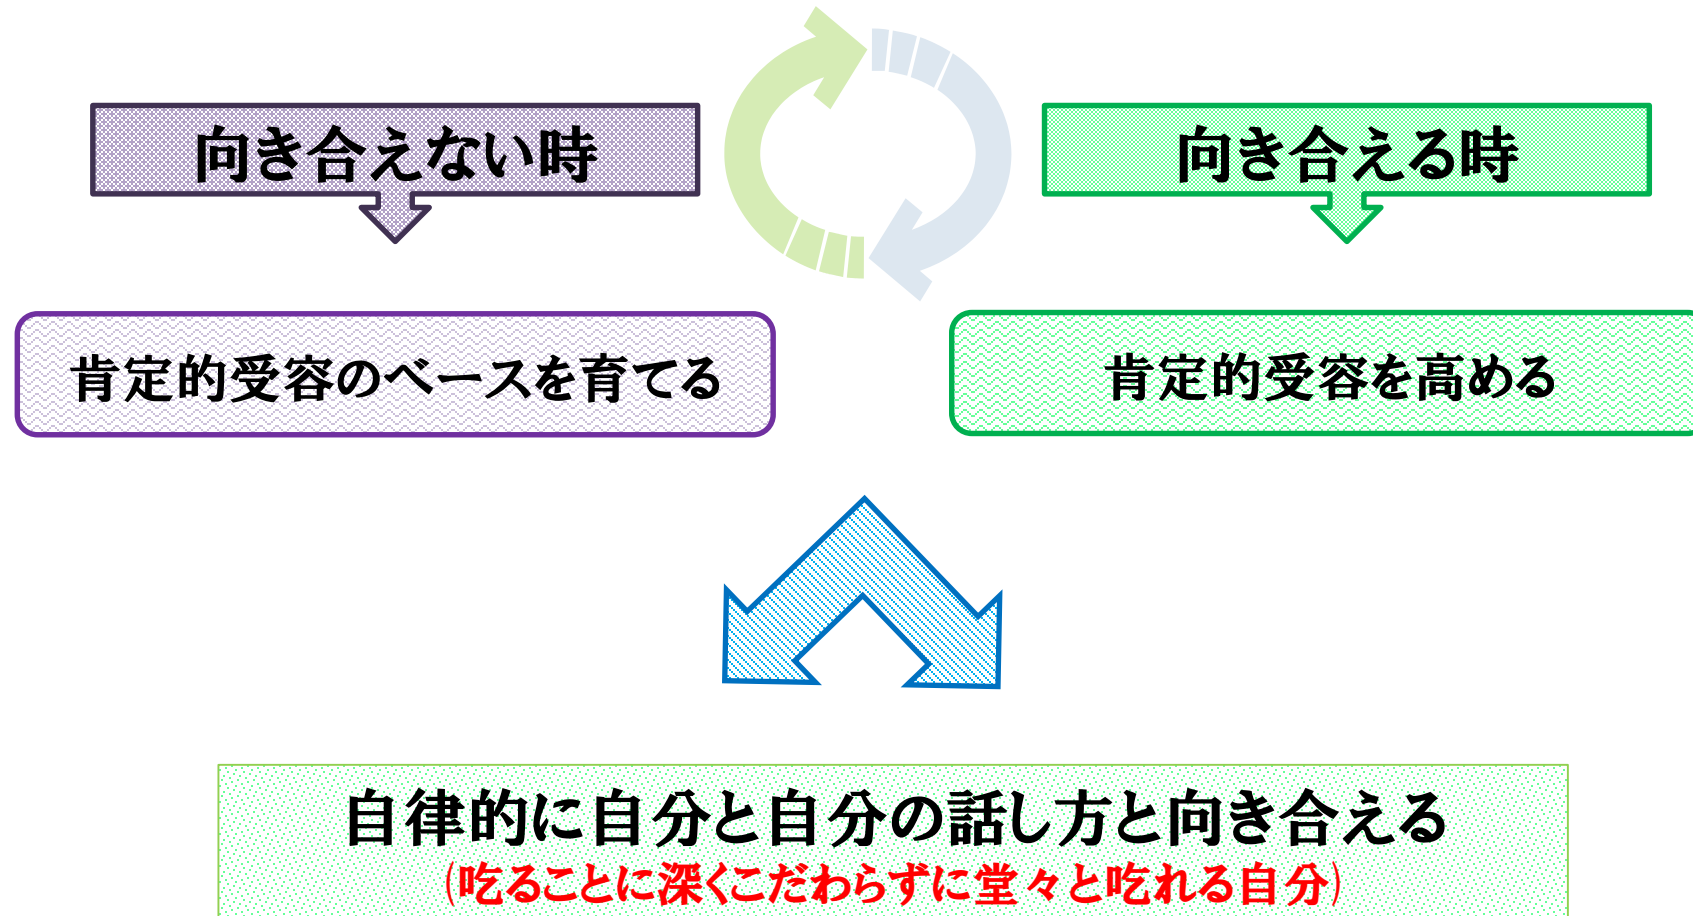 向き合えない時
向き合える時
肯定的受容のベースを育てる
肯定的受容を高める
自律的に自分と自分の話し方と向き合える
(吃ることに深くこだわらずに堂々と吃れる自分)